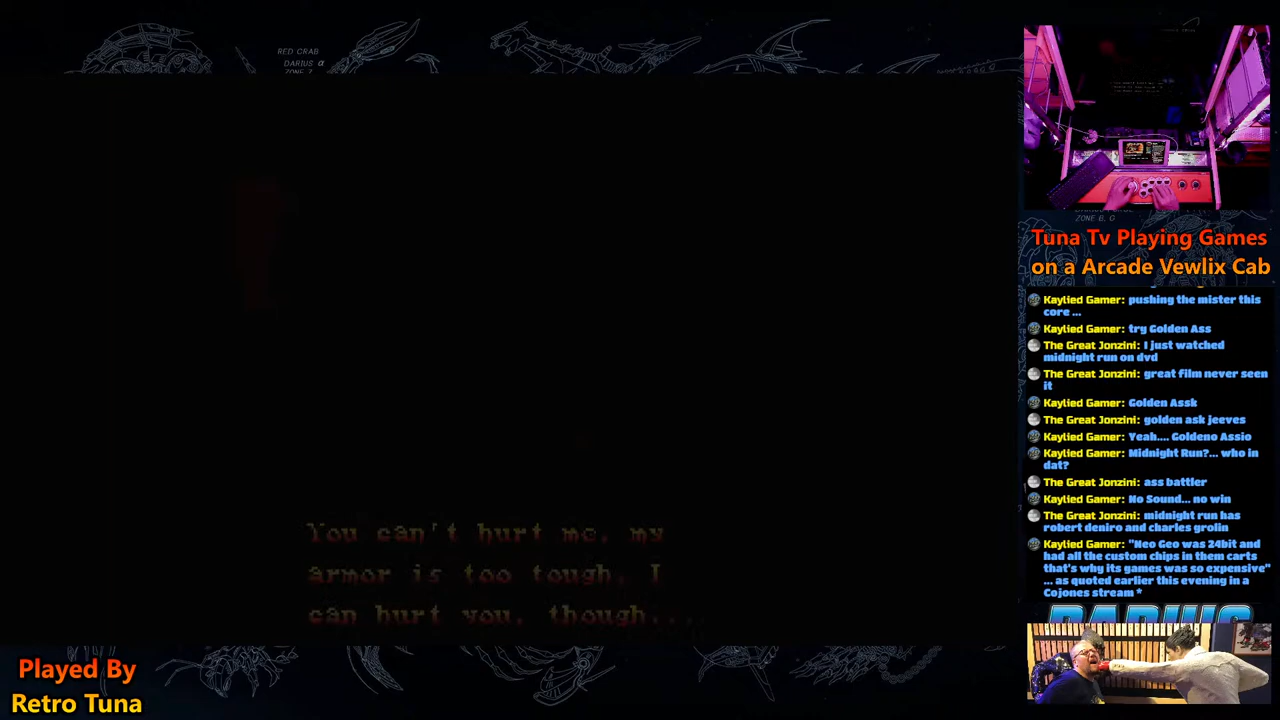 RED CRAB
DARIUS α
ZONE Z
ZONE B, C
Tuna Tv Playing Games
on a Arcade Vewlix Cab
Kaylied Gamer: pushing the mister this
core ...
Kaylied Gamer: try Golden Ass
The Great Jonzini: I just watched
midnight run on dvd
The Great Jonzini: great film never seen
it
Kaylied Gamer: Golden Assk
The Great Jonzini: golden ask jeeves
Kaylied Gamer: Yeah.... Goldeno Assio
Kaylied Gamer: Midnight Run?... who in
dat?
The Great Jonzini: ass battler
Kaylied Gamer: No Sound... no win
The Great Jonzini: midnight run has
robert deniro and charles grolin
Kaylied Gamer: "Neo Geo was 24bit and
had all the custom chips in them carts
that's why its games was so expensive"
... as quoted earlier this evening in a
Cojones stream *
DARIUS
You can't hurt me, my
armor is too tough. I
can hurt you, though...
Played By
Retro Tuna